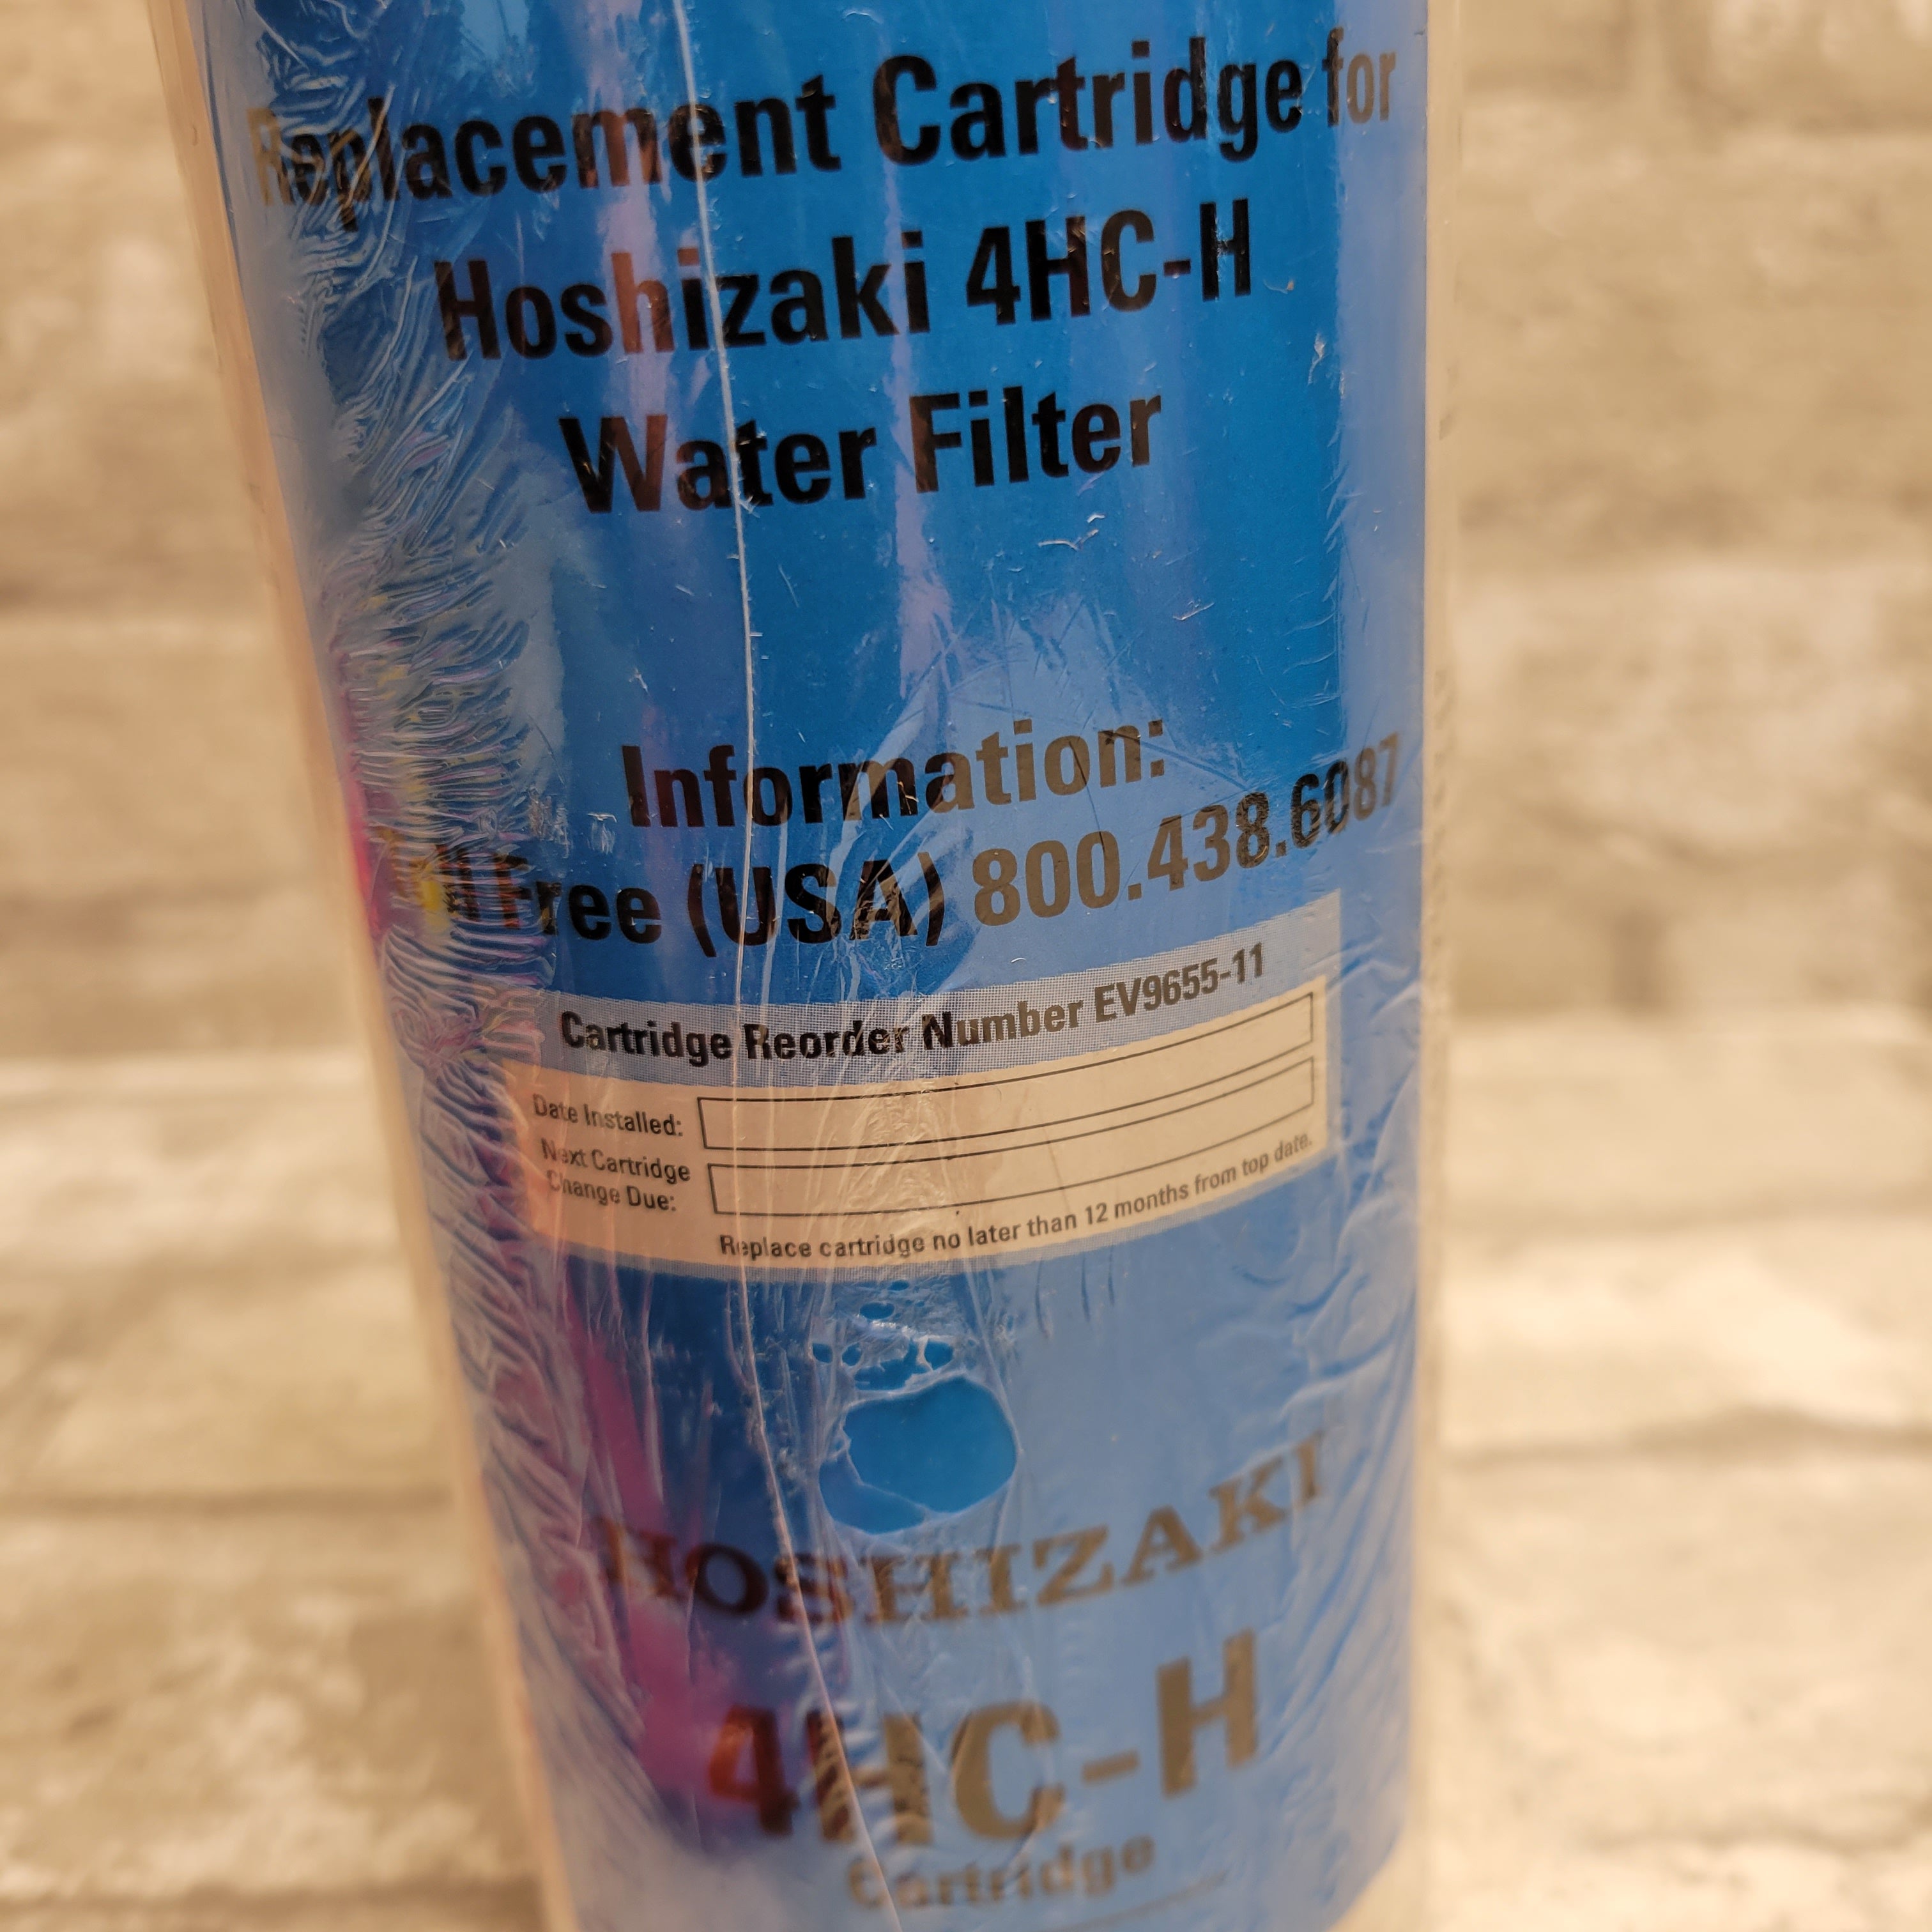 Replacement Cartridge for
Hoshizaki 4HC-H
Water Filter
Information:
Toll Free (USA) 800.438.6087
Cartridge Reorder Number EV9655-11
Date Installed:
Next Cartridge
Change Due:
Replace cartridge no later than 12 months from top date.
HOSHIZAKI
4HC-H
Cartridge